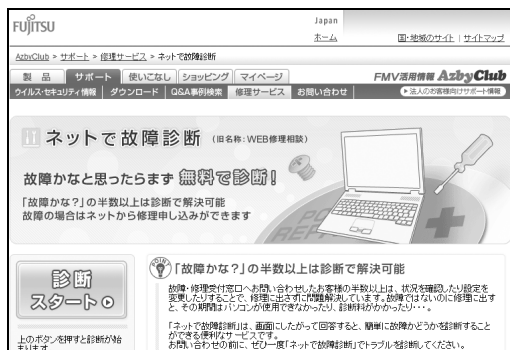 FUJITSU
Japan
ホーム
国・地域のサイト | サイトマップ
AzbyClub > サポート > 修理サービス > ネットで故障診断
製 品 サポート 使いこなし ショッピング マイページ
FMV活用情報 AzbyClub
ウイルス・セキュリティ情報 ダウンロード Q&A事例検索 修理サービス お問い合わせ
法人のお客様向けサポート情報
ネットで故障診断 (旧名称:WEB修理相談)
故障かなと思ったらまず 無料で診断!
「故障かな?」の半数以上は診断で解決可能
故障の場合はネットから修理申し込みができます
PC
REPAIR
診断
スタート
上のボタンを押すと診断が始
まります
POINT
「故障かな?」の半数以上は診断で解決可能
故障・修理受付窓口へお問い合わせしたお客様の半数以上は、状況を確認したり設定を
変更したりすることで、修理に出さずに問題解決しています。故障ではないのに修理に出す
と、その期間はパソコンが使用できなかったり、診断料がかかったり・・・。
「ネットで故障診断」は、画面にしたがって回答すると、簡単に故障かどうかを診断すること
ができる便利なサービスです。
お問い合わせの前に、ぜひ一度「ネットで故障診断」でトラブルを診断してください。